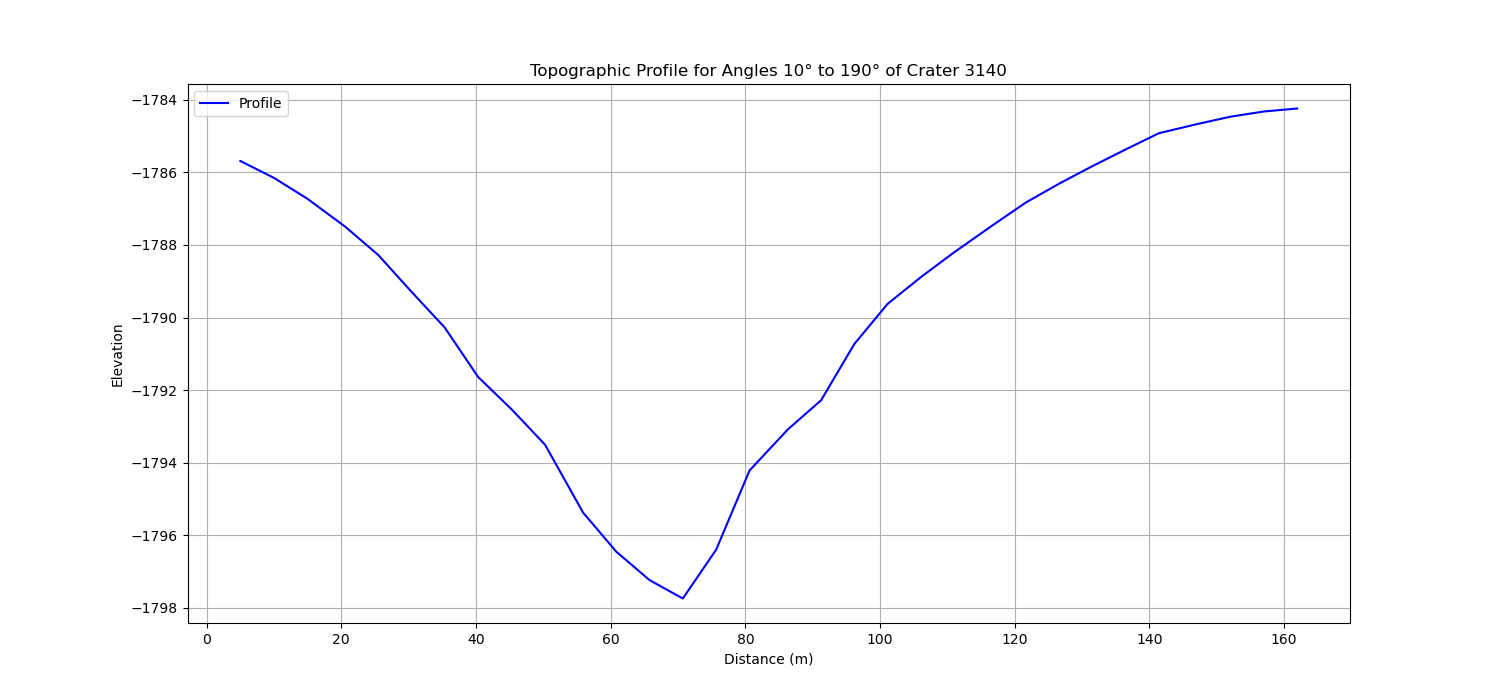 Topographic Profile for Angles 10° to 190° of Crater 3140
Profile
−1784
−1786
−1788
−1790
−1792
−1794
−1796
−1798
Elevation
0 20 40 60 80 100 120 140 160
Distance (m)